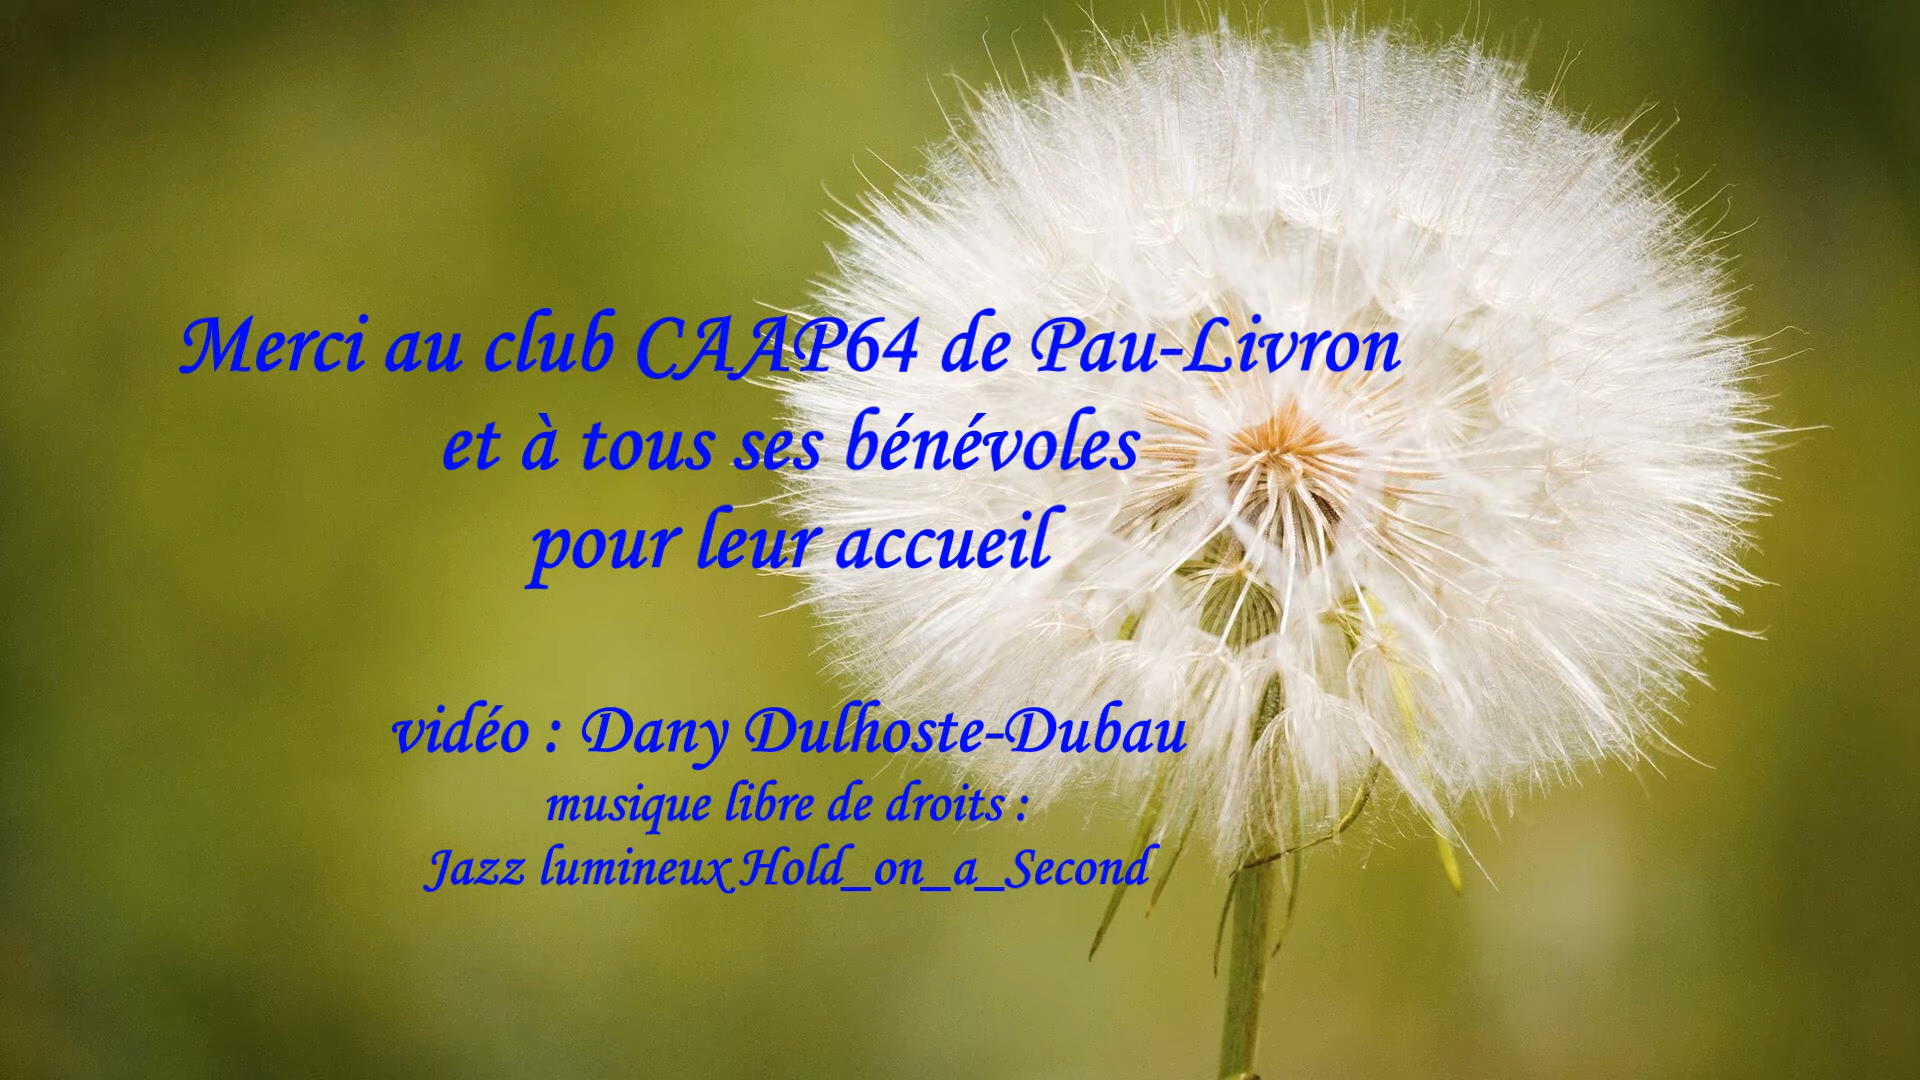 Merci au club CAAP64 de Pau-Livron
et à tous ses bénévoles
pour leur accueil
vidéo : Dany Dulhoste-Dubau
musique libre de droits :
Jazz lumineux Hold_on_a_Second